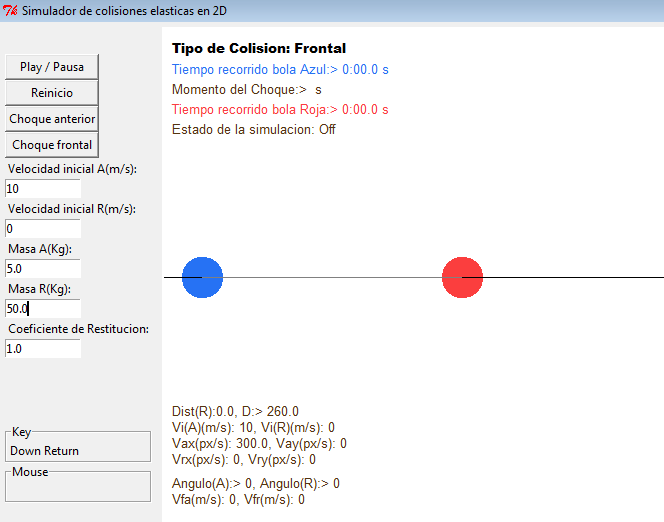 Simulador de colisiones elasticas en 2D
Play / Pausa
Reinicio
Choque anterior
Choque frontal
Velocidad inicial A(m/s):
10
Velocidad inicial R(m/s):
0
Masa A(Kg):
5.0
Masa R(Kg):
50.0
Coeficiente de Restitucion:
1.0
Key
Down Return
Mouse
Tipo de Colision: Frontal
Tiempo recorrido bola Azul:> 0:00.0 s
Momento del Choque:>  s
Tiempo recorrido bola Roja:> 0:00.0 s
Estado de la simulacion: Off
Dist(R):0.0, D:> 260.0
Vi(A)(m/s): 10, Vi(R)(m/s): 0
Vax(px/s): 300.0, Vay(px/s): 0
Vrx(px/s): 0, Vry(px/s): 0
Angulo(A):> 0, Angulo(R):> 0
Vfa(m/s): 0, Vfr(m/s): 0